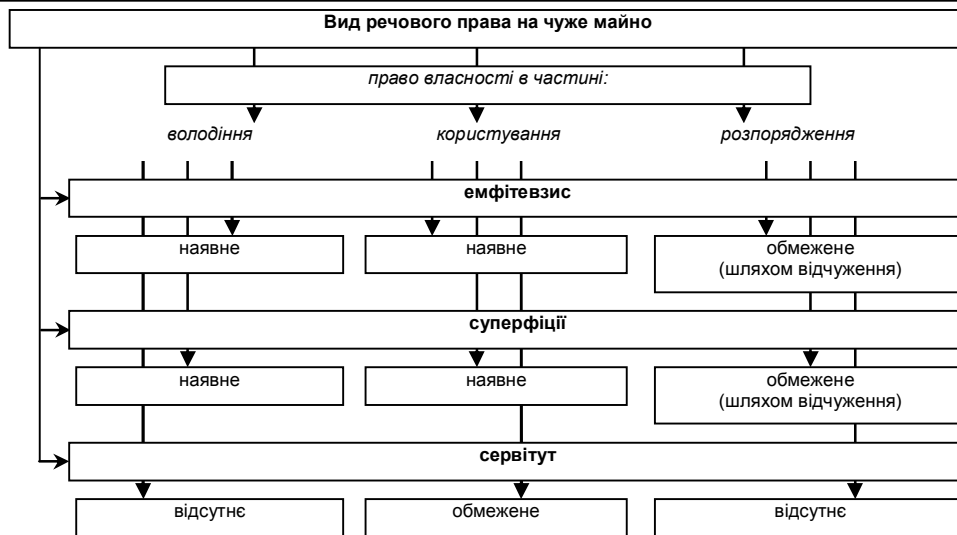 Вид речового права на чуже майно
право власності в частині:
володіння користування розпорядження
емфітевзис
наявне наявне обмежене
(шляхом відчуження)
суперфіції
наявне наявне обмежене
(шляхом відчуження)
сервітут
відсутнє обмежене відсутнє